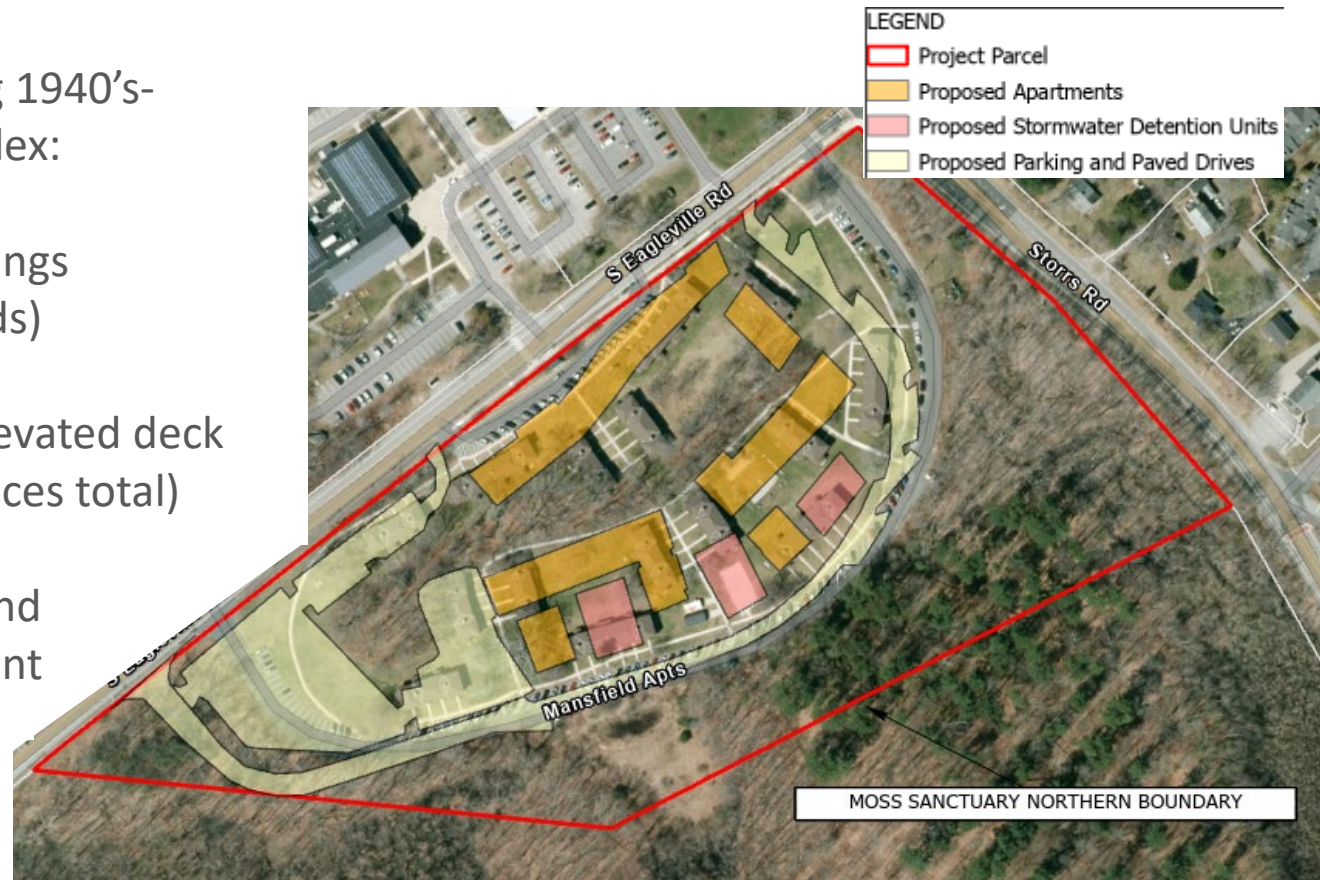 g 1940's-
lex:
ings
ds)
evated deck
ces total)
nd
nt
LEGEND
Project Parcel
Proposed Apartments
Proposed Stormwater Detention Units
Proposed Parking and Paved Drives
S Eagleville Rd
Storrs Rd
Mansfield Apts
MOSS SANCTUARY NORTHERN BOUNDARY